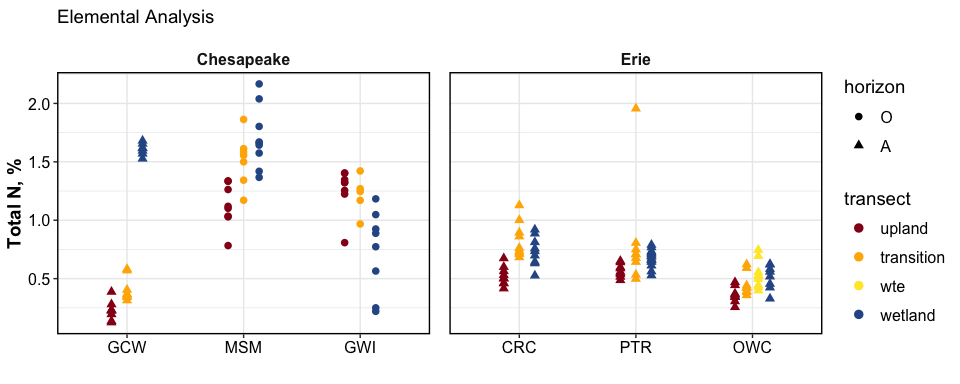 Elemental Analysis
Chesapeake
Erie
Total N, %
2.0
1.5
1.0
0.5
GCW
MSM
GWI
CRC
PTR
OWC
horizon
O
A
transect
upland
transition
wte
wetland